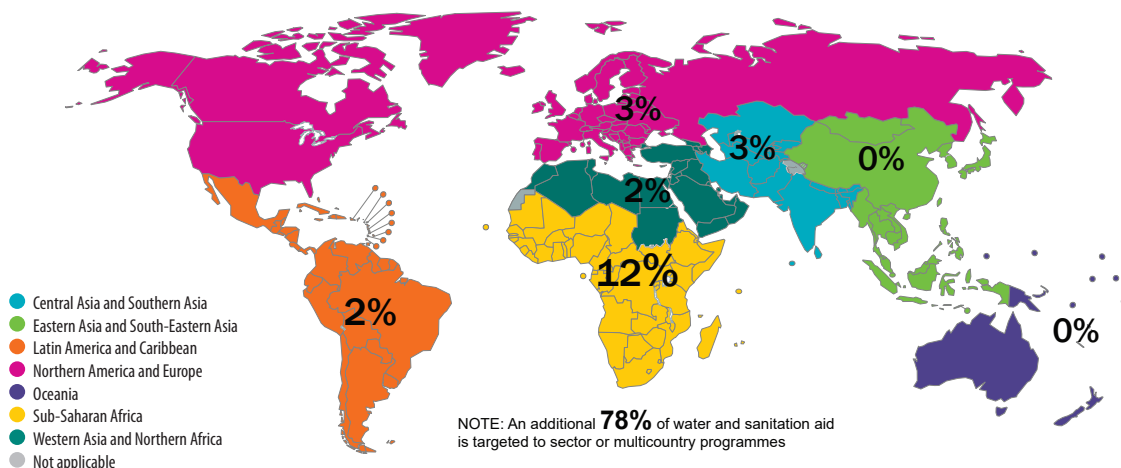 3%
3%
0%
2%
12%
2%
0%
Central Asia and Southern Asia
Eastern Asia and South-Eastern Asia
Latin America and Caribbean
Northern America and Europe
Oceania
Sub-Saharan Africa
Western Asia and Northern Africa
Not applicable
NOTE: An additional 78% of water and sanitation aid
is targeted to sector or multicountry programmes